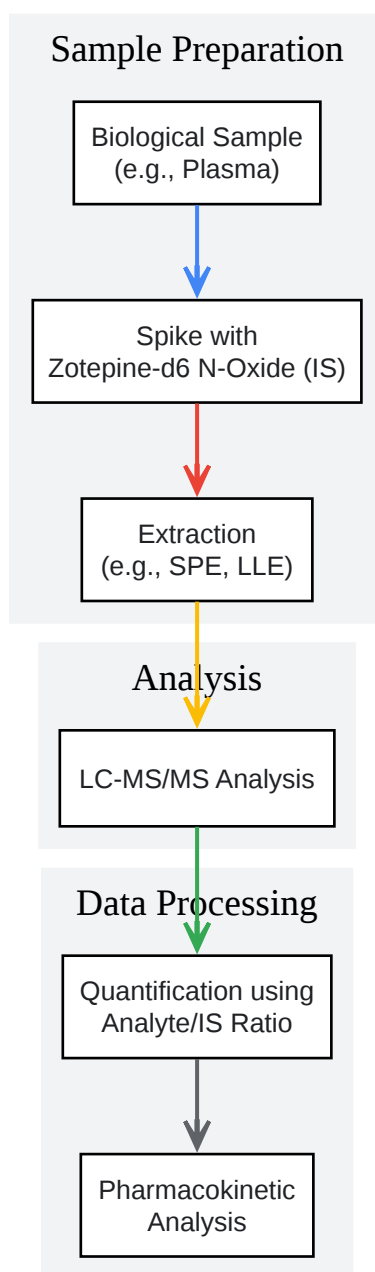 Sample Preparation
Biological Sample
(e.g., Plasma)
Spike with
Zotepine-d6 N-Oxide (IS)
Extraction
(e.g., SPE, LLE)
Analysis
LC-MS/MS Analysis
Data Processing
Quantification using
Analyte/IS Ratio
Pharmacokinetic
Analysis